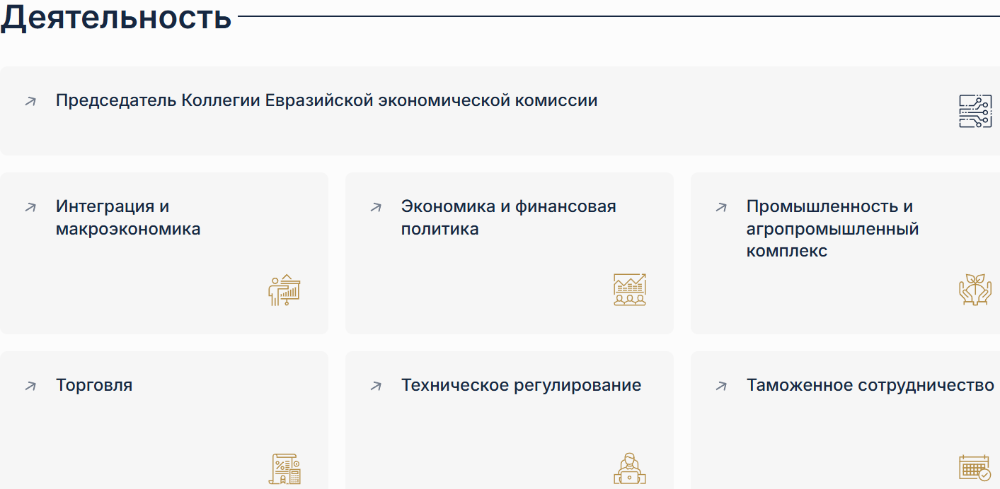 Деятельность
Председатель Коллегии Евразийской экономической комиссии
Интеграция и
макроэкономика
Экономика и финансовая
политика
Промышленность и
агропромышленный
комплекс
Торговля
Техническое регулирование
Таможенное сотрудничество